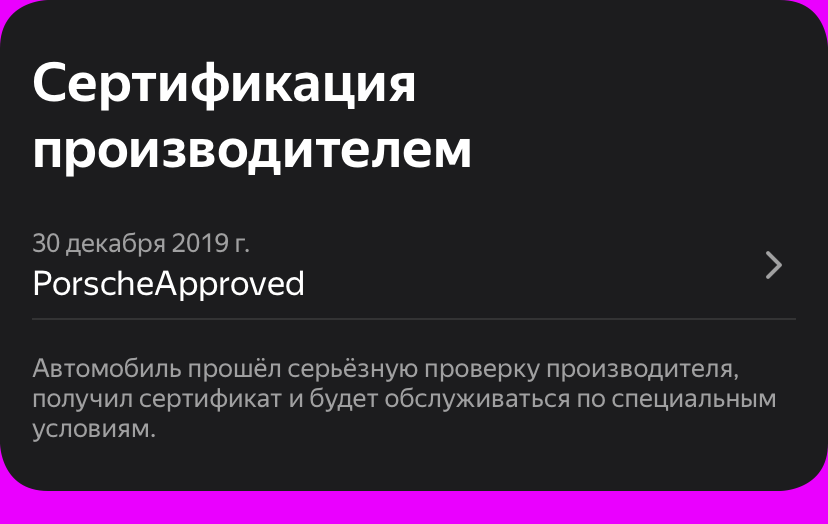 Сертификация
производителем
30 декабря 2019 г.
PorscheApproved
Автомобиль прошёл серьёзную проверку производителя,
получил сертификат и будет обслуживаться по специальным
условиям.